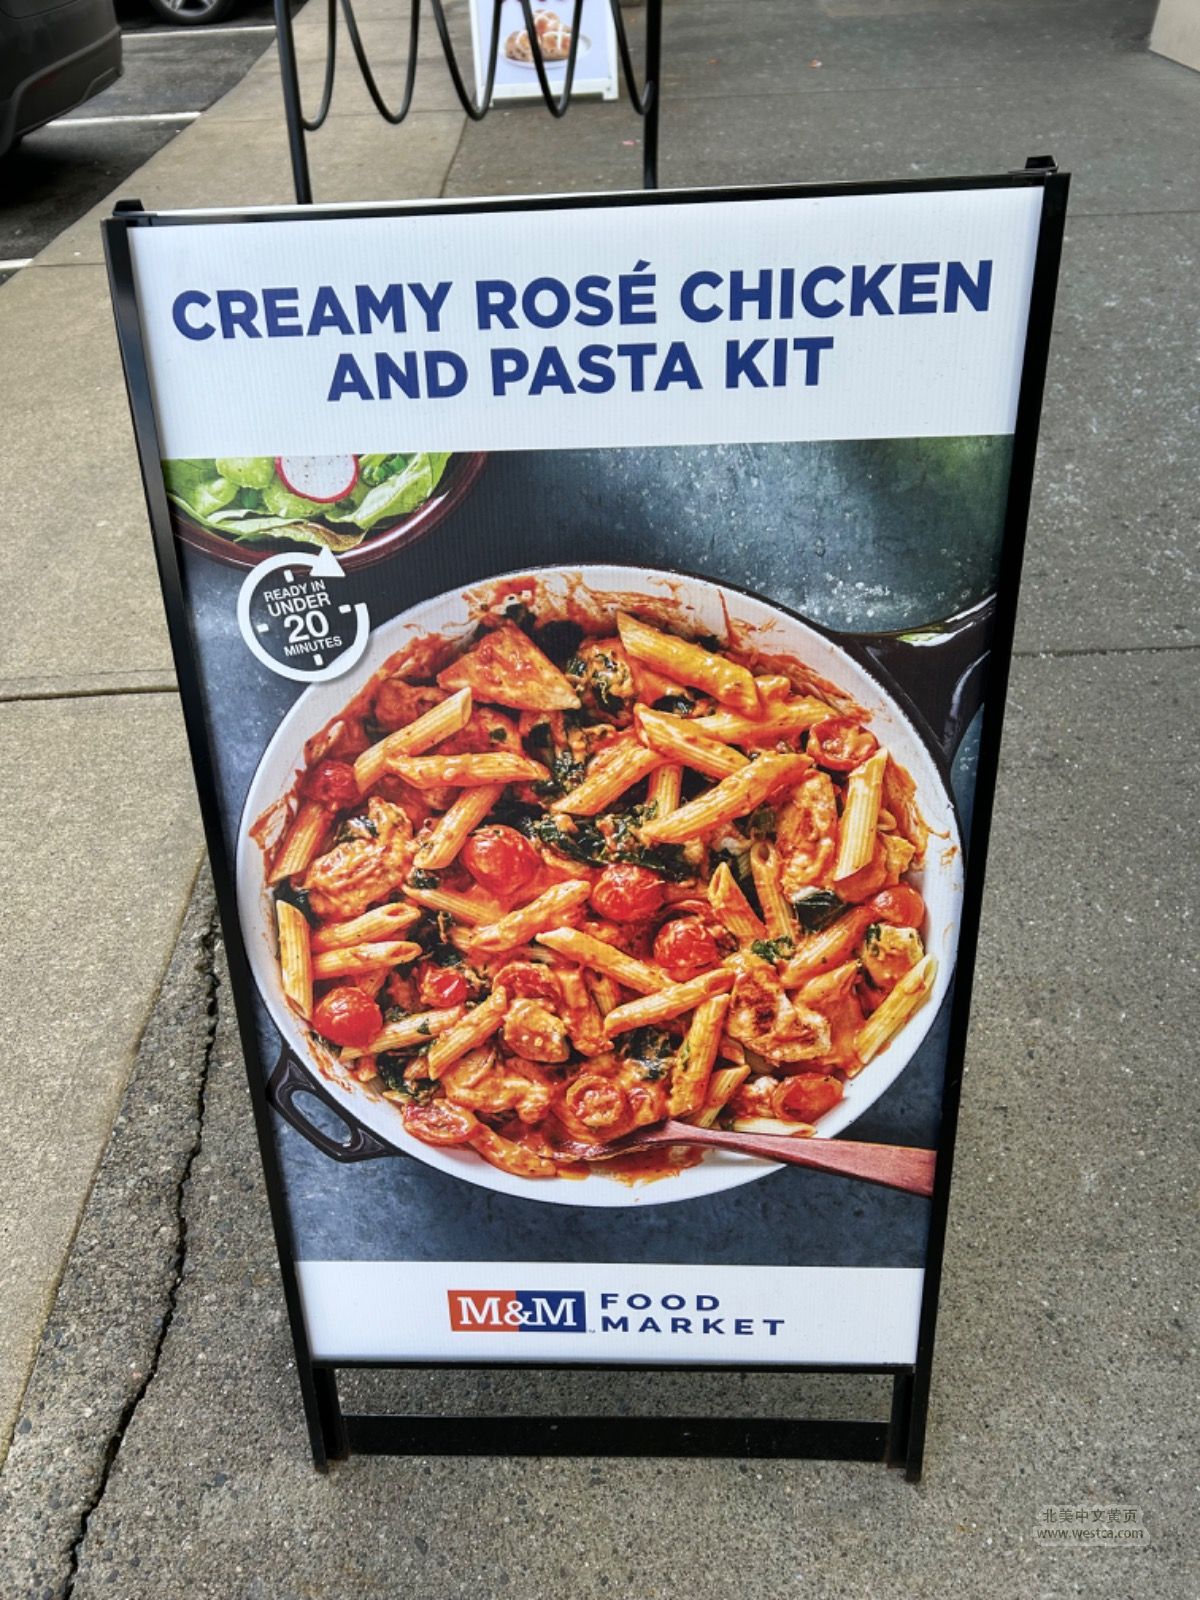 CREAMY ROSÉ CHICKEN
AND PASTA KIT
READY IN
UNDER
20
MINUTES
M&M FOOD
MARKET
北美中文黄页
www.westca.com